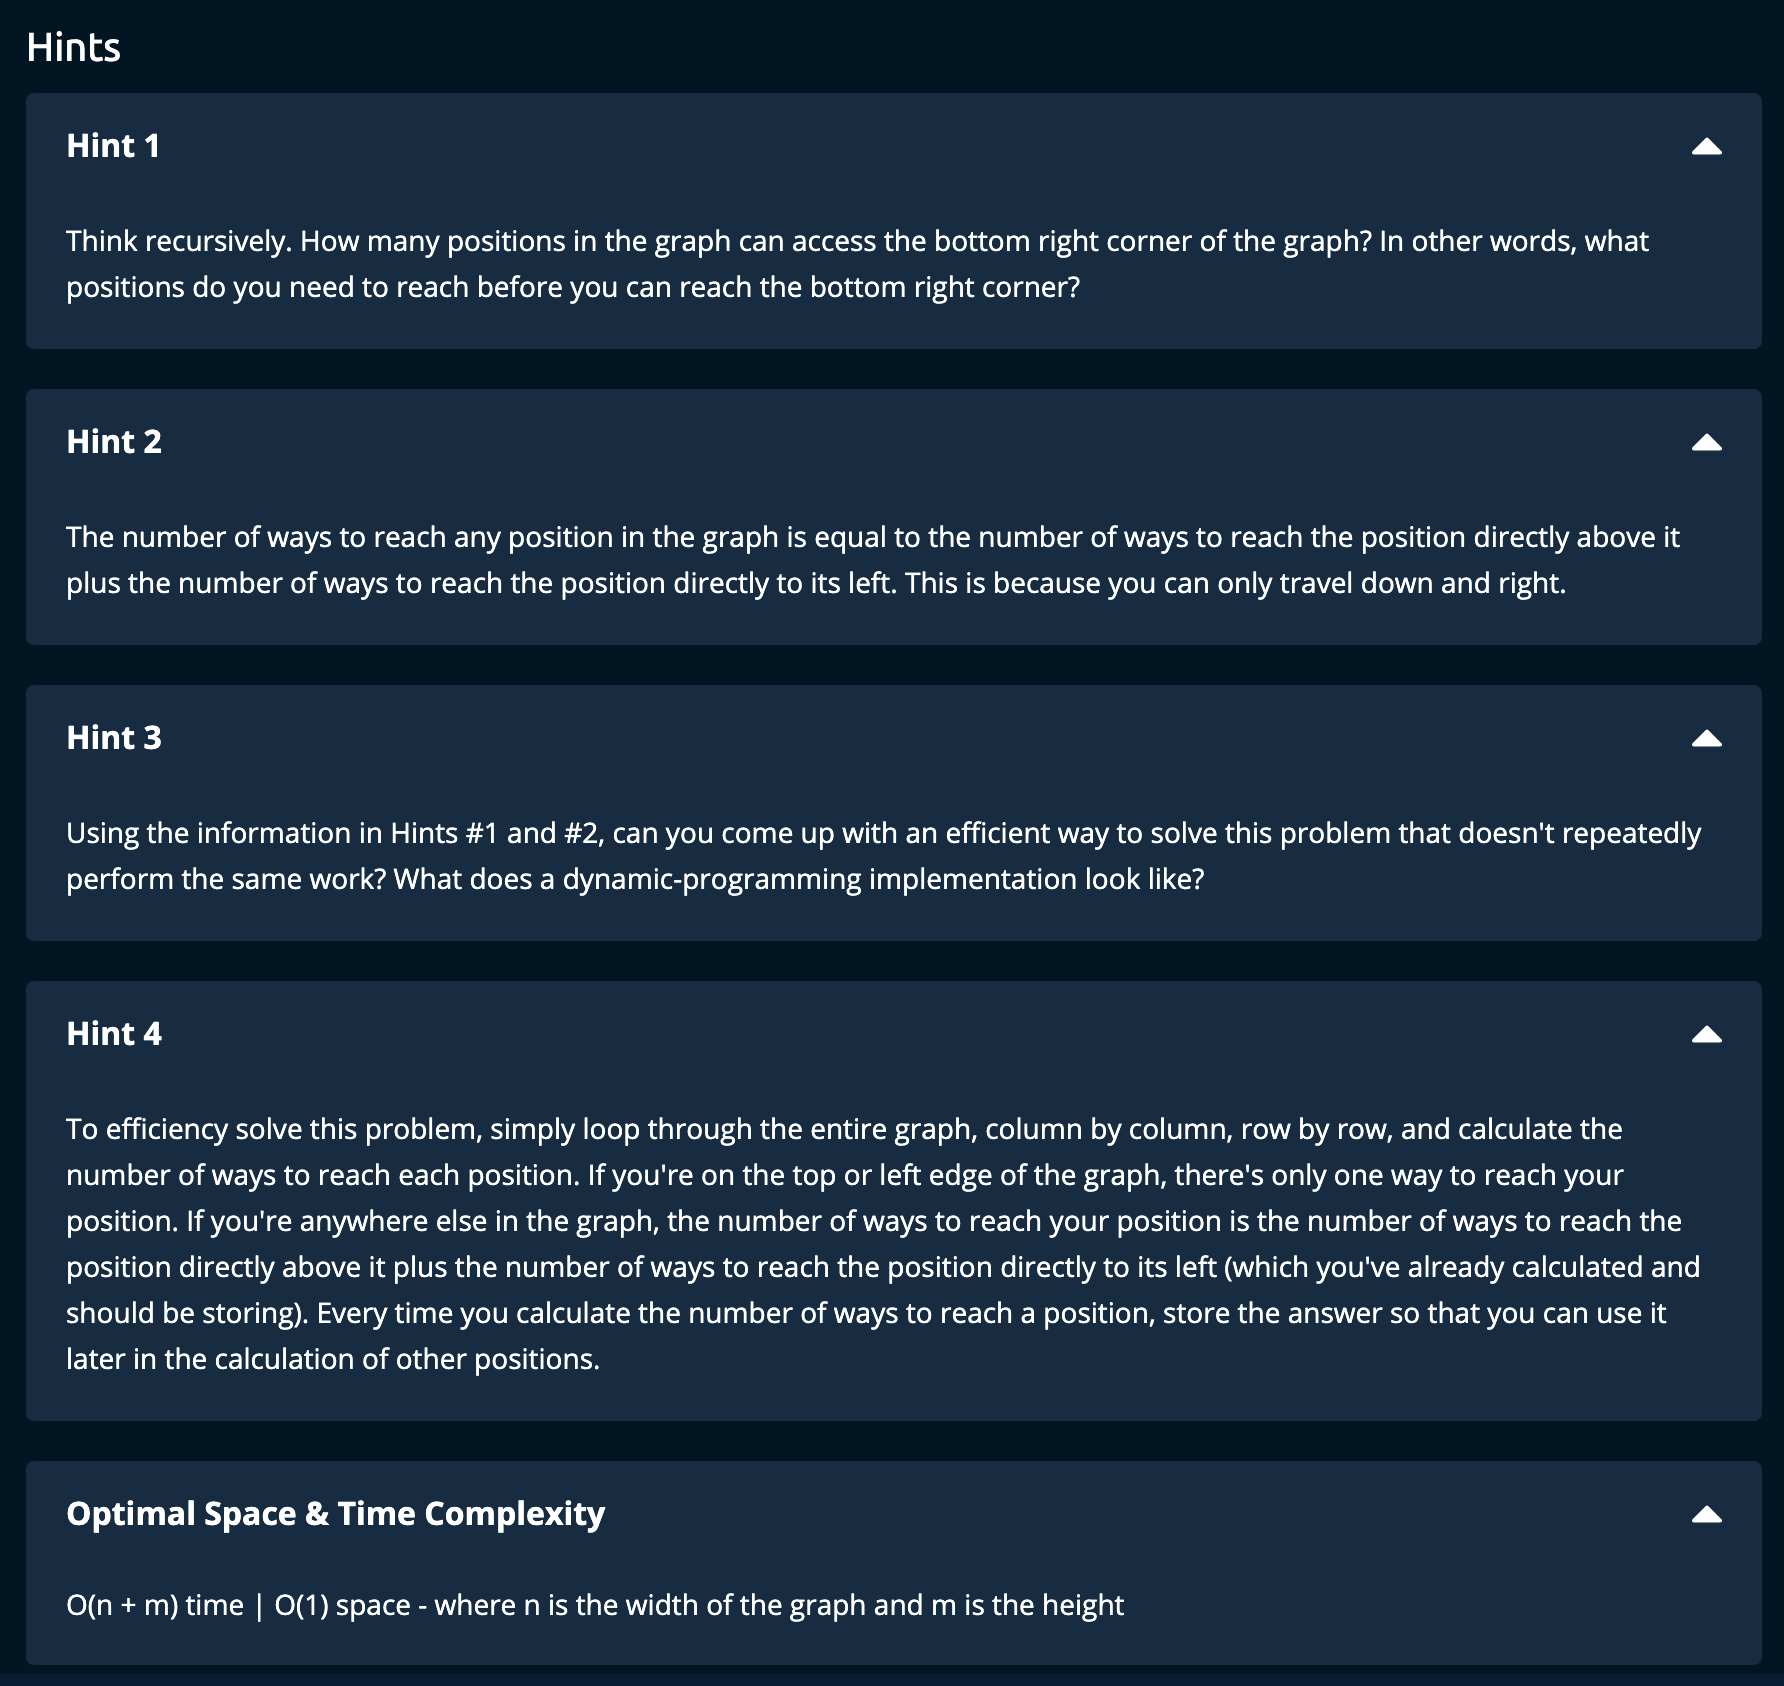 Hints
Hint 1
Think recursively. How many positions in the graph can access the bottom right corner of the graph? In other words, what
positions do you need to reach before you can reach the bottom right corner?
Hint 2
The number of ways to reach any position in the graph is equal to the number of ways to reach the position directly above it
plus the number of ways to reach the position directly to its left. This is because you can only travel down and right.
Hint 3
Using the information in Hints #1 and #2, can you come up with an efficient way to solve this problem that doesn't repeatedly
perform the same work? What does a dynamic-programming implementation look like?
Hint 4
To efficiency solve this problem, simply loop through the entire graph, column by column, row by row, and calculate the
number of ways to reach each position. If you're on the top or left edge of the graph, there's only one way to reach your
position. If you're anywhere else in the graph, the number of ways to reach your position is the number of ways to reach the
position directly above it plus the number of ways to reach the position directly to its left (which you've already calculated and
should be storing). Every time you calculate the number of ways to reach a position, store the answer so that you can use it
later in the calculation of other positions.
Optimal Space & Time Complexity
O(n + m) time | O(1) space - where n is the width of the graph and m is the height